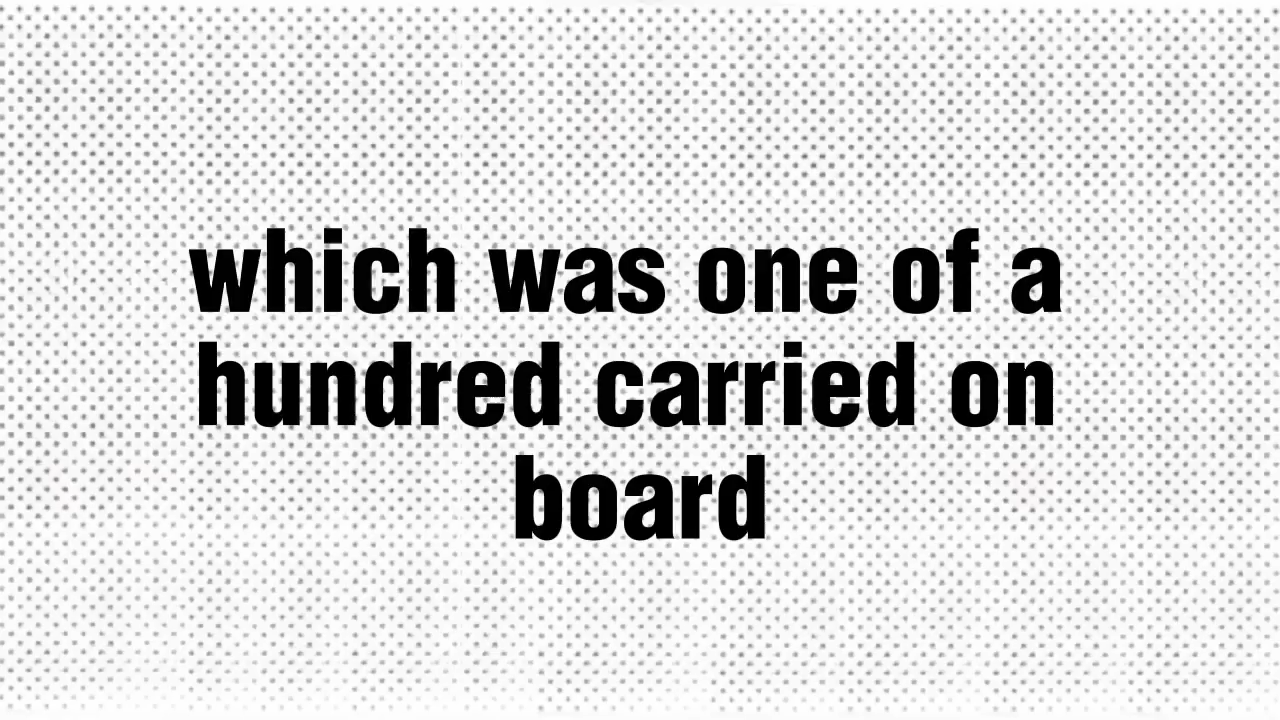 which was one of a
hundred carried on
board